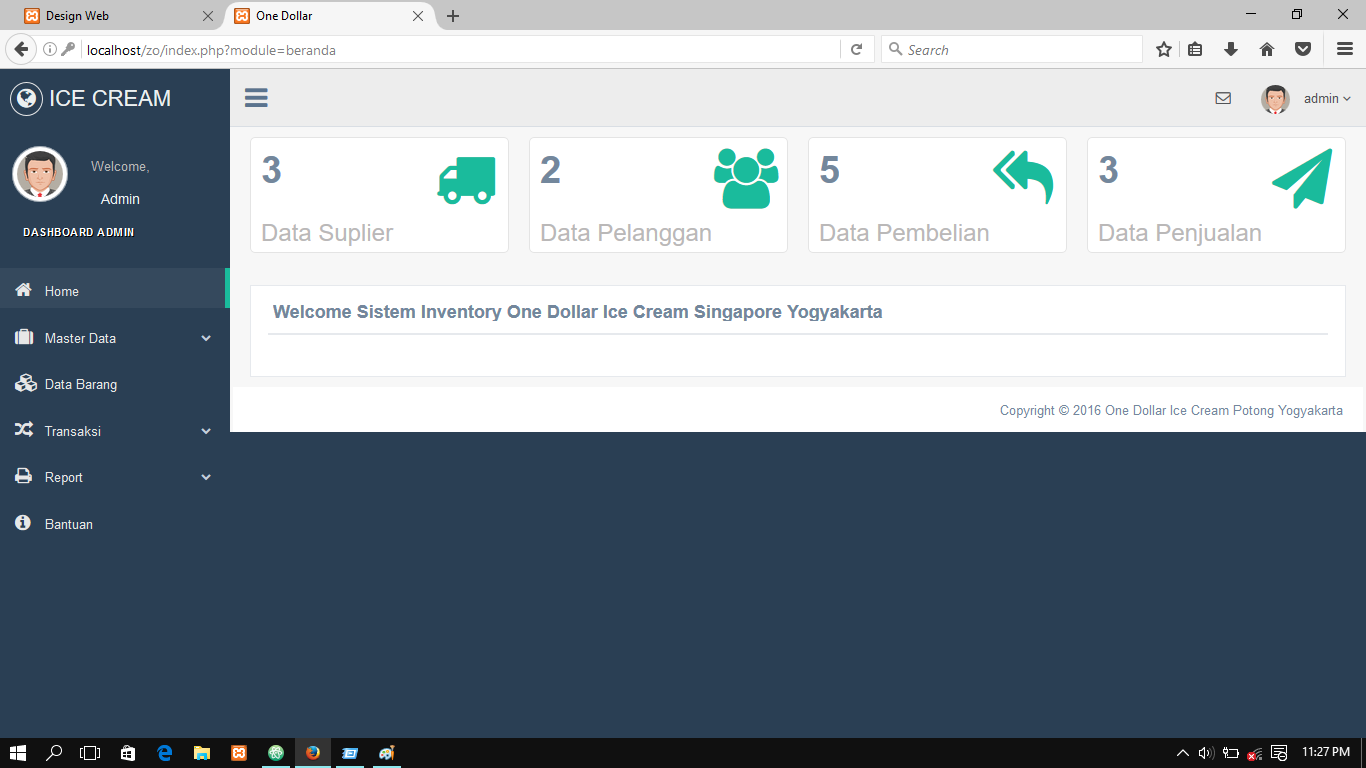 Design Web
One Dollar
localhost/zo/index.php?module=beranda
Search
ICE CREAM
admin
Welcome,
Admin
DASHBOARD ADMIN
Home
Master Data
Data Barang
Transaksi
Report
Bantuan
3
Data Suplier
2
Data Pelanggan
5
Data Pembelian
3
Data Penjualan
Welcome Sistem Inventory One Dollar Ice Cream Singapore Yogyakarta
Copyright © 2016 One Dollar Ice Cream Potong Yogyakarta
11:27 PM